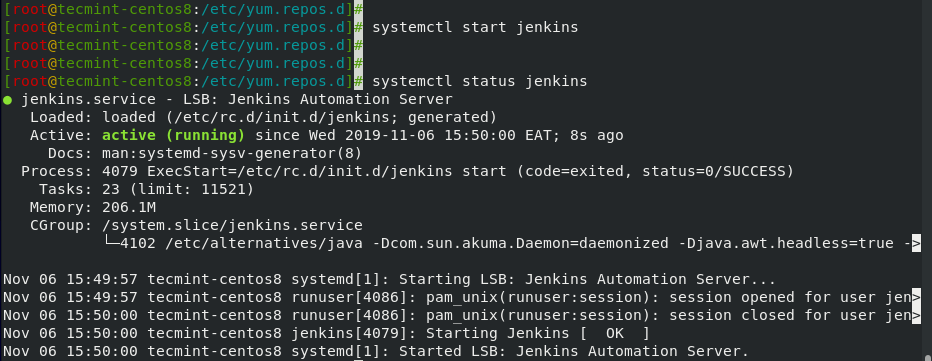 [root@tecmint-centos8:/etc/yum.repos.d]#
[root@tecmint-centos8:/etc/yum.repos.d]# systemctl start jenkins
[root@tecmint-centos8:/etc/yum.repos.d]#
[root@tecmint-centos8:/etc/yum.repos.d]#
[root@tecmint-centos8:/etc/yum.repos.d]# systemctl status jenkins
● jenkins.service - LSB: Jenkins Automation Server
   Loaded: loaded (/etc/rc.d/init.d/jenkins; generated)
   Active: active (running) since Wed 2019-11-06 15:50:00 EAT; 8s ago
     Docs: man:systemd-sysv-generator(8)
  Process: 4079 ExecStart=/etc/rc.d/init.d/jenkins start (code=exited, status=0/SUCCESS)
    Tasks: 23 (limit: 11521)
   Memory: 206.1M
   CGroup: /system.slice/jenkins.service
           └─4102 /etc/alternatives/java -Dcom.sun.akuma.Daemon=daemonized -Djava.awt.headless=true ->
Nov 06 15:49:57 tecmint-centos8 systemd[1]: Starting LSB: Jenkins Automation Server...
Nov 06 15:49:57 tecmint-centos8 runuser[4086]: pam_unix(runuser:session): session opened for user jen>
Nov 06 15:50:00 tecmint-centos8 runuser[4086]: pam_unix(runuser:session): session closed for user jen>
Nov 06 15:50:00 tecmint-centos8 jenkins[4079]: Starting Jenkins [  OK  ]
Nov 06 15:50:00 tecmint-centos8 systemd[1]: Started LSB: Jenkins Automation Server.